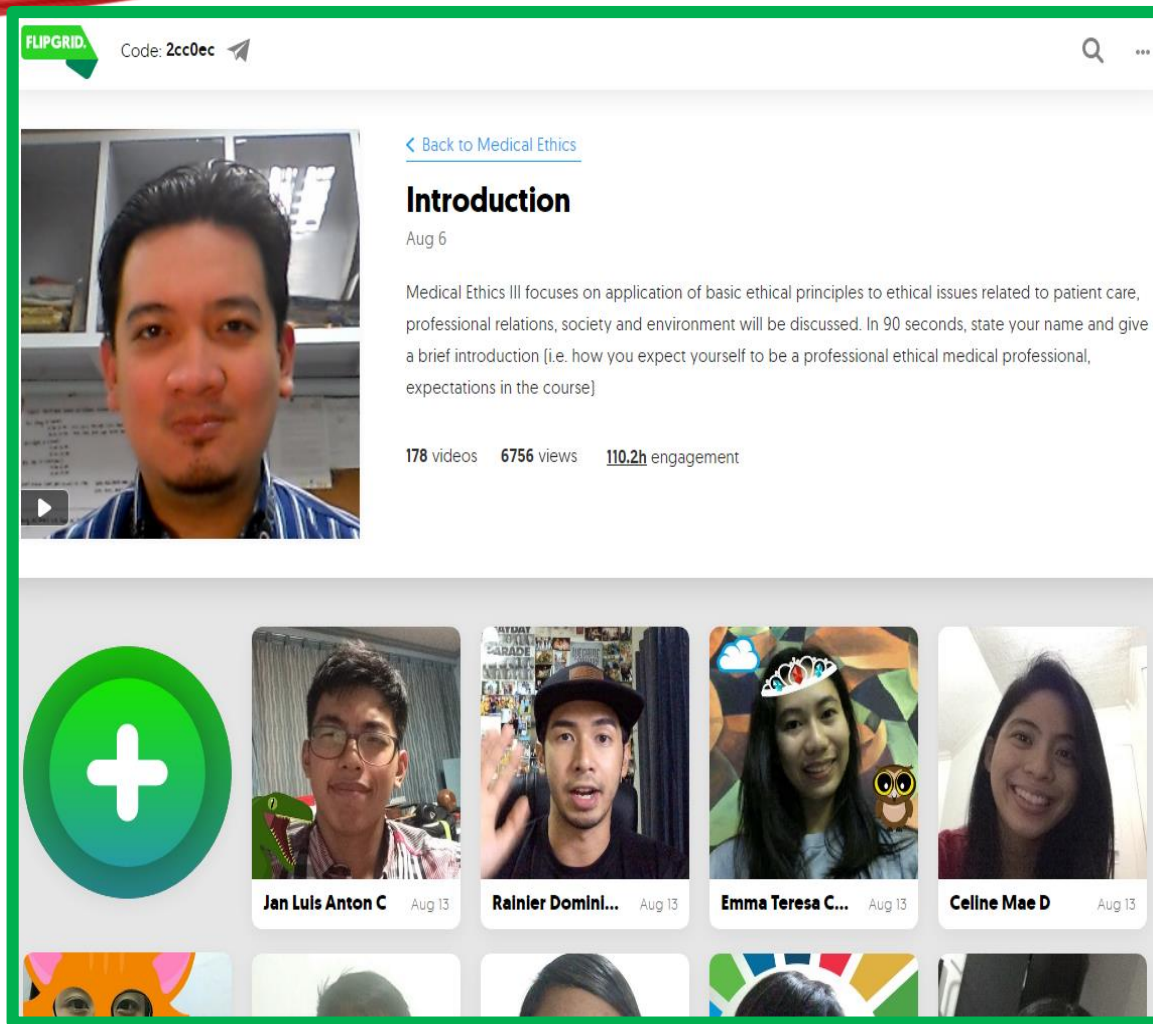 FLIPGRID.
Code: 2cc0ec
Back to Medical Ethics
Introduction
Aug 6
Medical Ethics III focuses on application of basic ethical principles to ethical issues related to patient care,
professional relations, society and environment will be discussed. In 90 seconds, state your name and give
a brief introduction (i.e. how you expect yourself to be a professional ethical medical professional,
expectations in the course)
178 videos 6756 views 110.2h engagement
PARADE
Jan Luis Anton C Aug 13
Rainier Domini... Aug 13
Emma Teresa C... Aug 13
Celine Mae D Aug 13